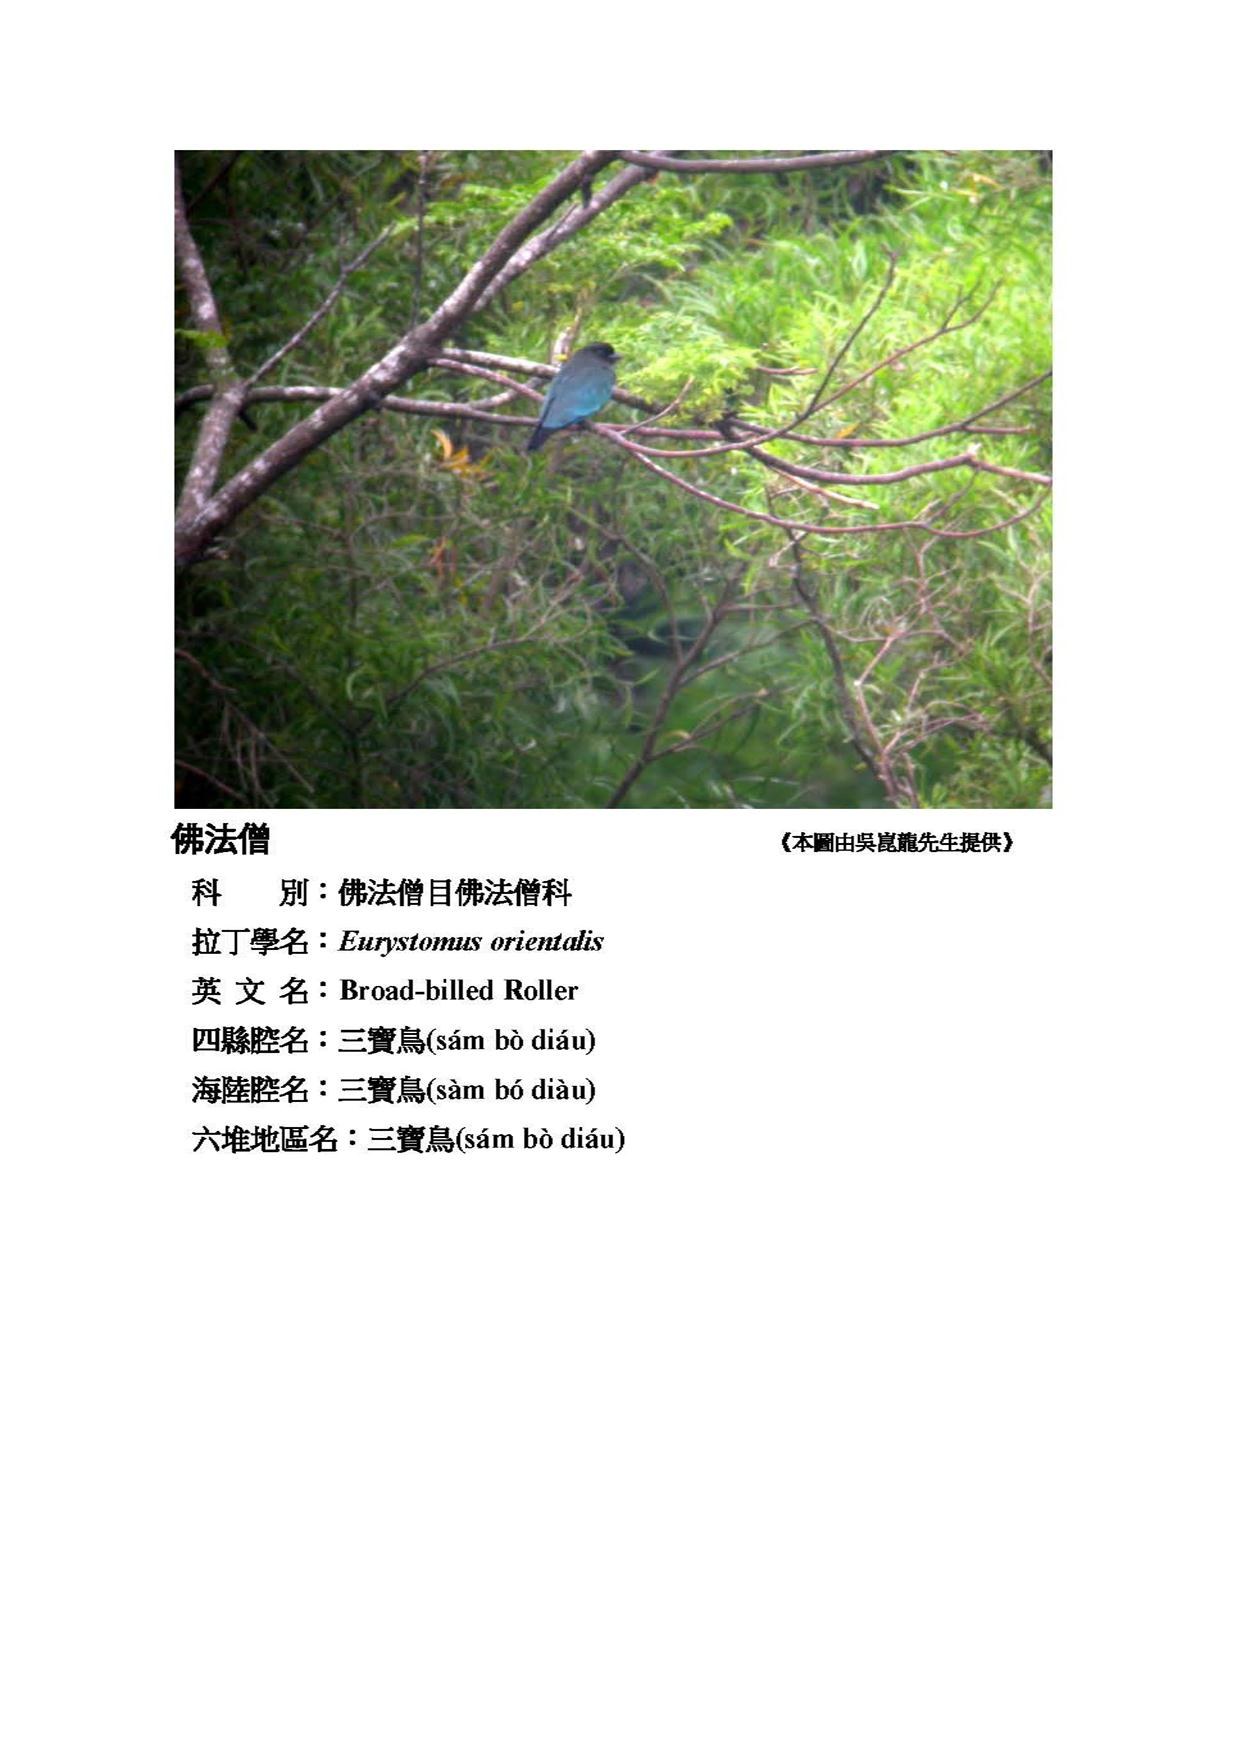 佛法僧 《本圖由吳崑龍先生提供》
科　　別：佛法僧目佛法僧科
拉丁學名：Eurystomus orientalis
英 文 名：Broad-billed Roller
四縣腔名：三寶鳥(sám bò diáu)
海陸腔名：三寶鳥(sàm bó diàu)
六堆地區名：三寶鳥(sám bò diáu)